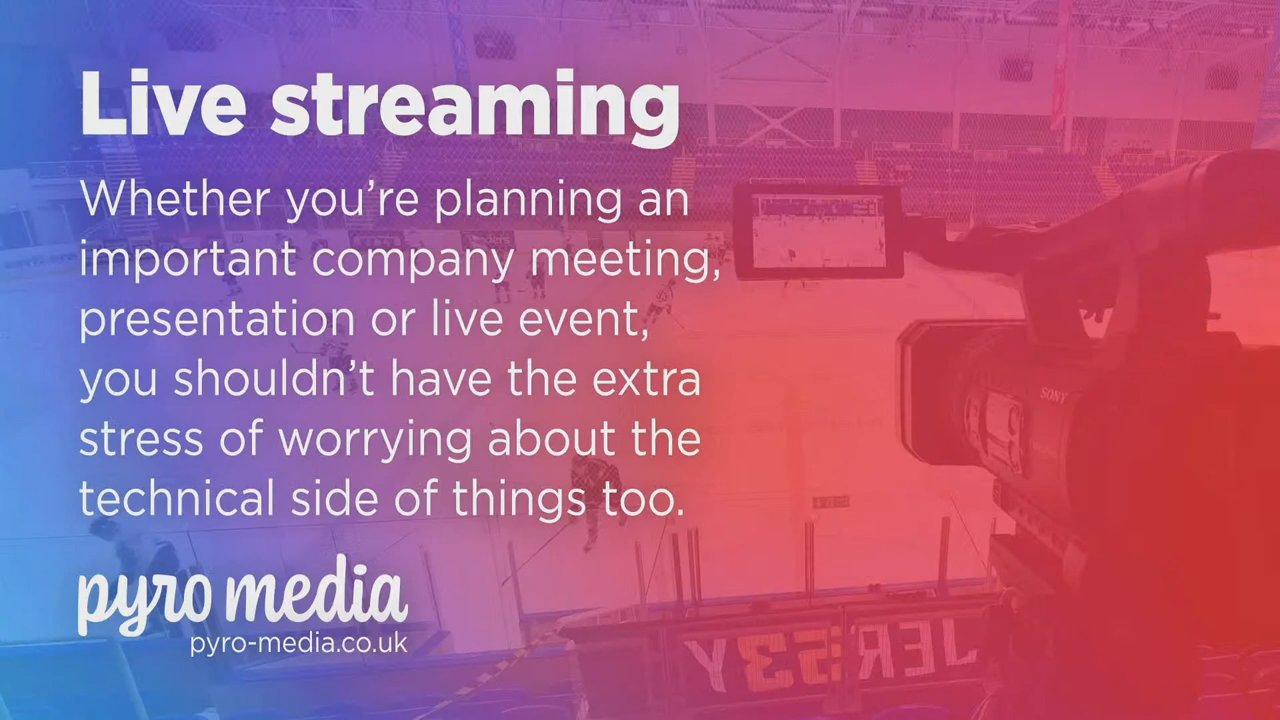 Live streaming
Whether you’re planning an
important company meeting,
presentation or live event,
you shouldn’t have the extra
stress of worrying about the
technical side of things too.
pyro media
pyro-media.co.uk
SONY
JER53Y